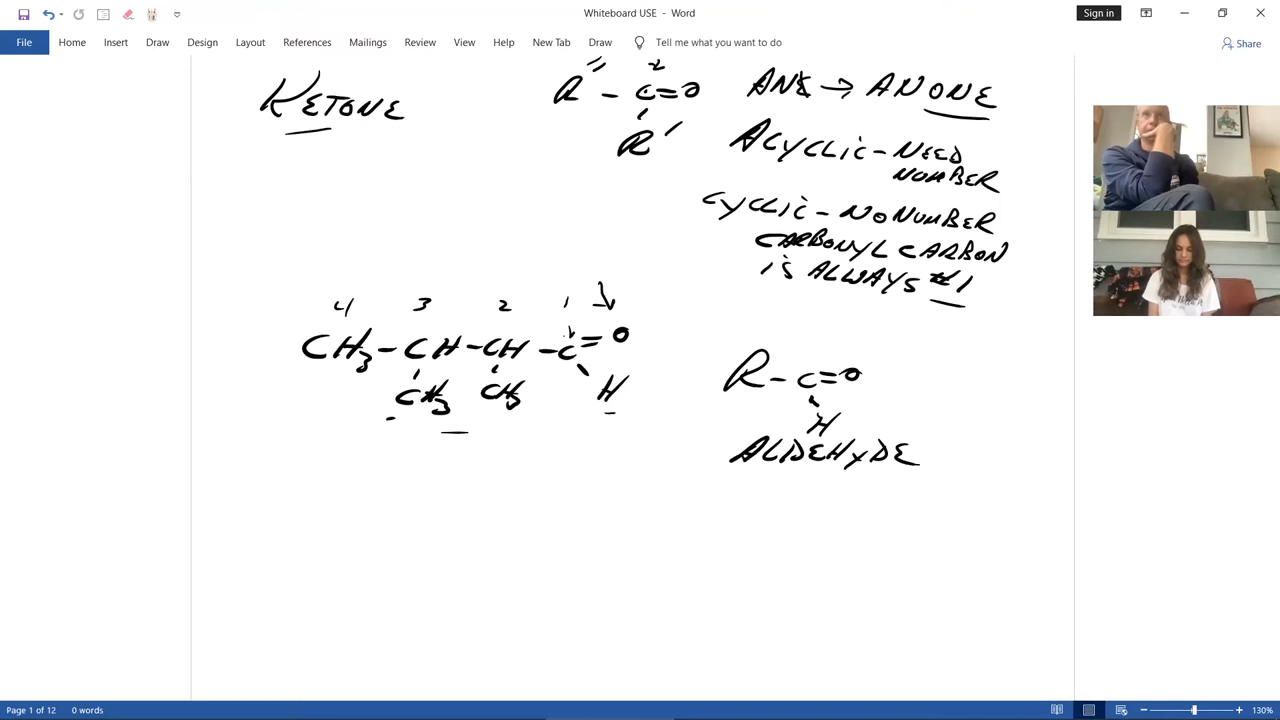 Whiteboard USE - Word
Sign in
File Home Insert Draw Design Layout References Mailings Review View Help New Tab Draw Tell me what you want to do Share
KETONE
R" - C=O
2
R'
ANE → ANONE
ACYCLIC - NEED
NUMBER
CYCLIC - NO NUMBER
CARBONYL CARBON
IS ALWAYS #1
4 3 2 1
CH3 - CH - CH - C=O
CH3 CH3 H
R - C=O
H
ALDEHYDE
Page 1 of 12 0 words 130%